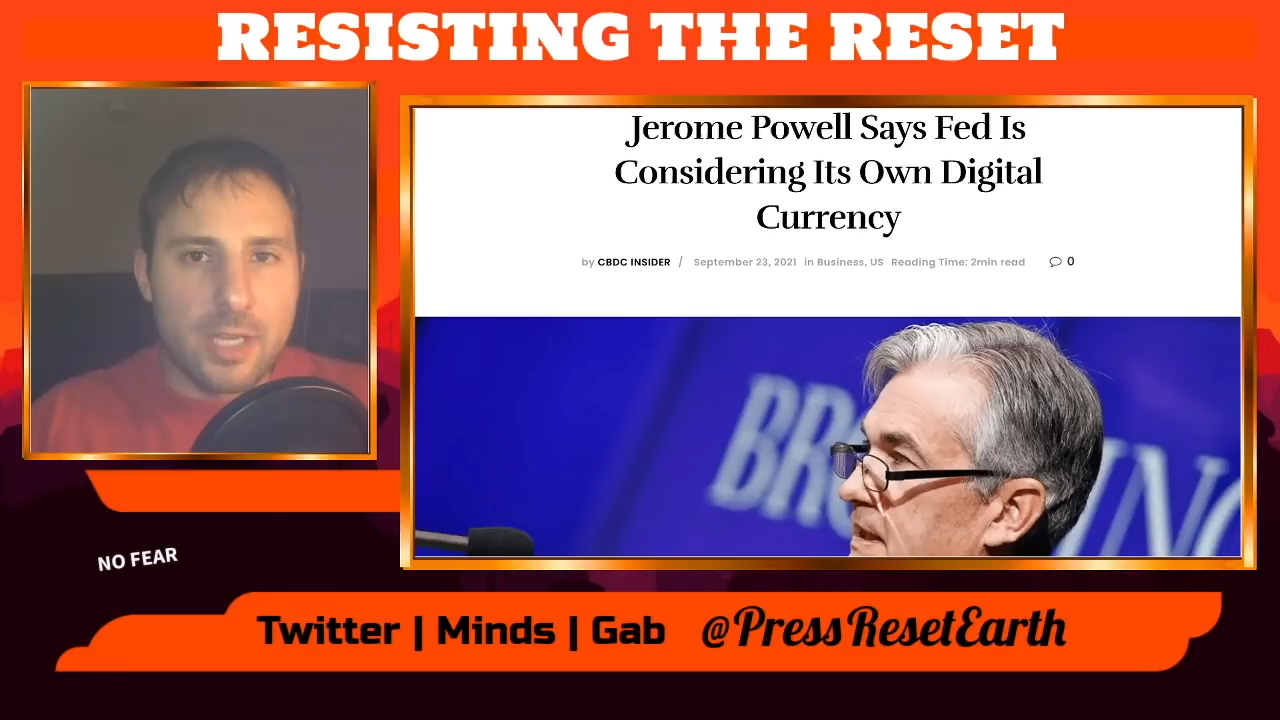 RESISTING THE RESET
Jerome Powell Says Fed Is
Considering Its Own Digital
Currency
by CBDC INSIDER / September 23, 2021 in Business, US Reading Time: 2min read 0
NO FEAR
Twitter | Minds | Gab @PressResetEarth